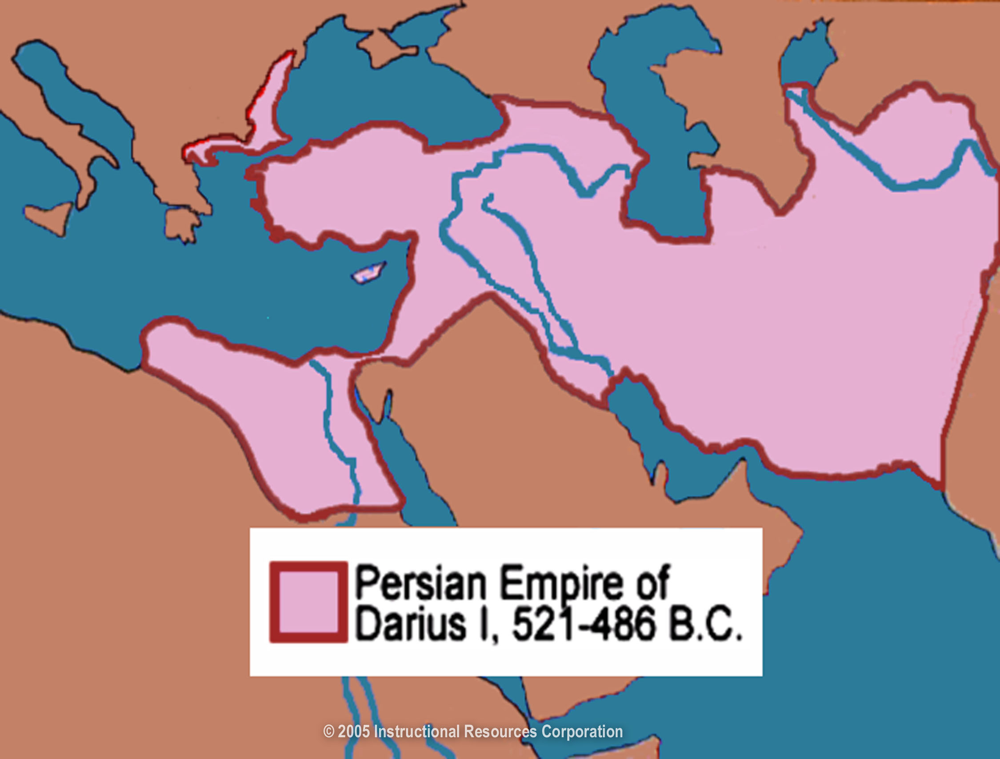 Persian Empire of
Darius I, 521-486 B.C.
© 2005 Instructional Resources Corporation